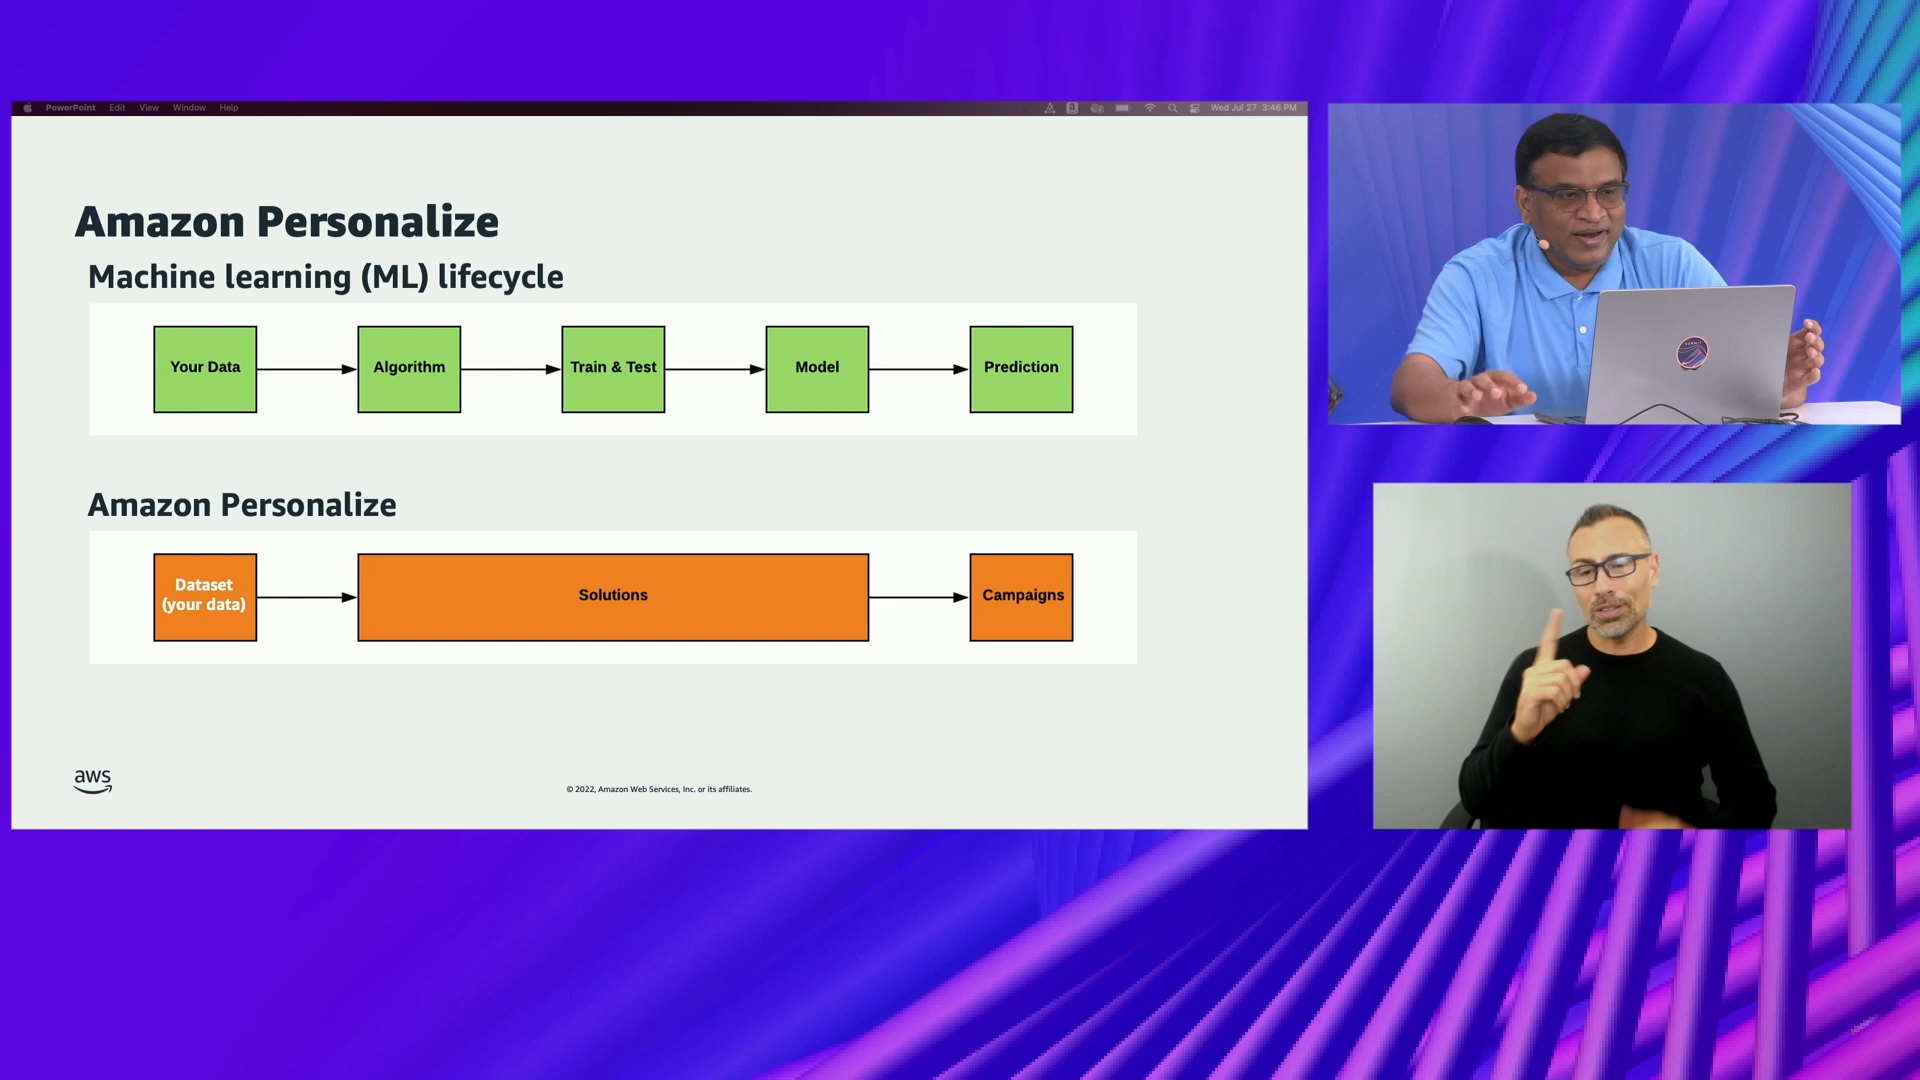 PowerPoint Edit View Window Help
Wed Jul 27 3:46 PM
Amazon Personalize
Machine learning (ML) lifecycle
Your Data
Algorithm
Train & Test
Model
Prediction
Amazon Personalize
Dataset
(your data)
Solutions
Campaigns
aws
© 2022, Amazon Web Services, Inc. or its affiliates.